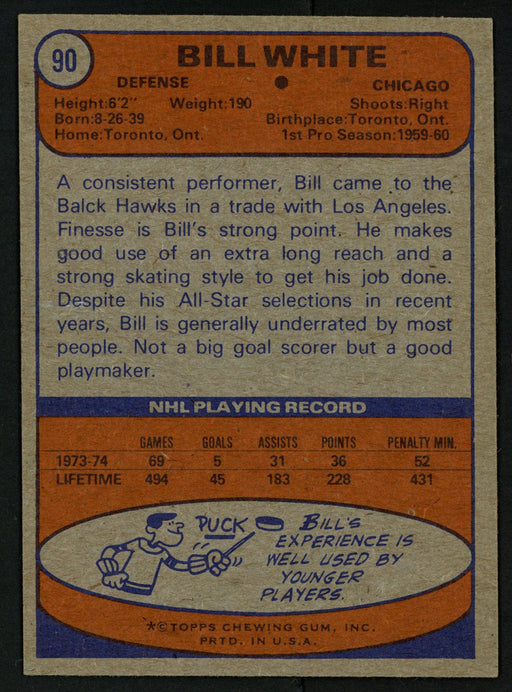 90
BILL WHITE
DEFENSE CHICAGO
Height:6'2" Weight:190 Shoots:Right
Born:8-26-39 Birthplace:Toronto, Ont.
Home:Toronto, Ont. 1st Pro Season:1959-60
A consistent performer, Bill came to the
Balck Hawks in a trade with Los Angeles.
Finesse is Bill's strong point. He makes
good use of an extra long reach and a
strong skating style to get his job done.
Despite his All-Star selections in recent
years, Bill is generally underrated by most
people. Not a big goal scorer but a good
playmaker.
NHL PLAYING RECORD
GAMES GOALS ASSISTS POINTS PENALTY MIN.
1973-74 69 5 31 36 52
LIFETIME 494 45 183 228 431
PUCK
BILL'S
EXPERIENCE IS
WELL USED BY
YOUNGER
PLAYERS.
*©TOPPS CHEWING GUM, INC.
PRTD. IN U.S.A.